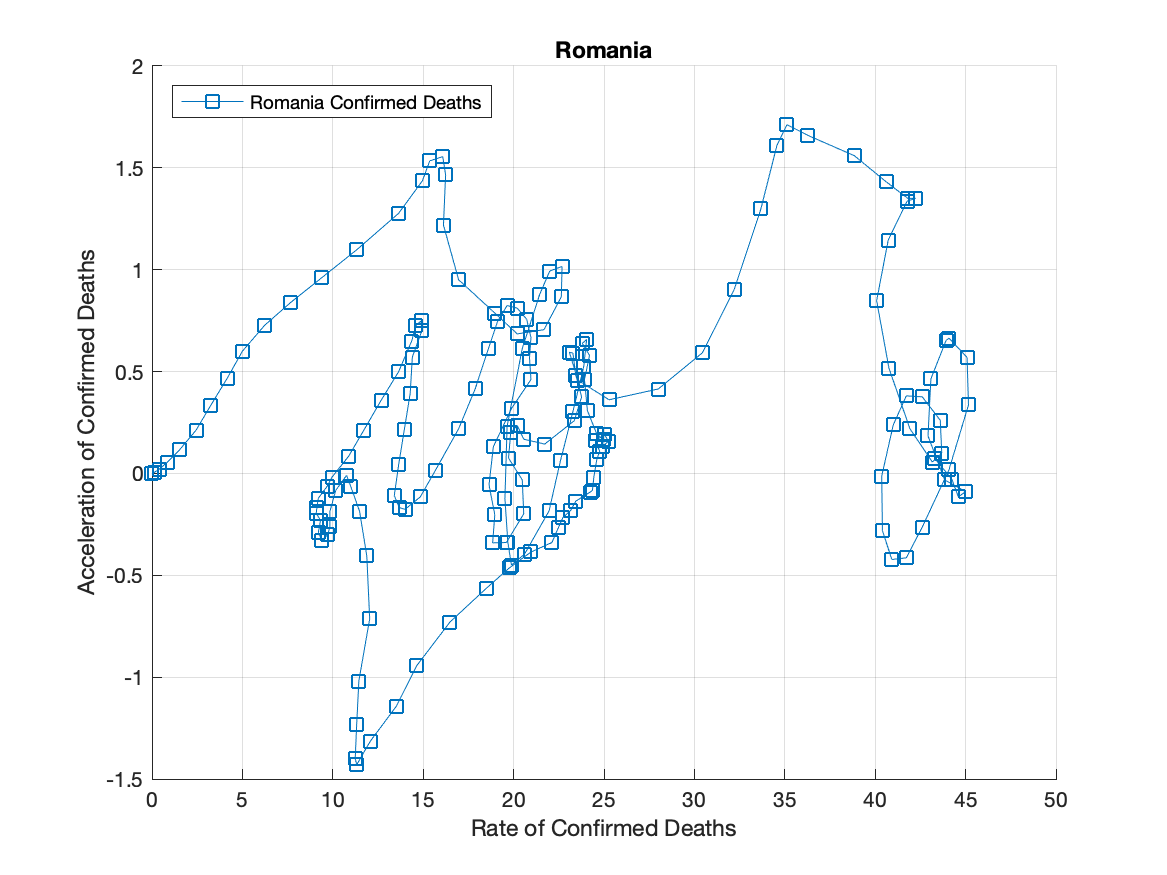 Romania
Romania Confirmed Deaths
Acceleration of Confirmed Deaths
2
1.5
1
0.5
0
-0.5
-1
-1.5
0 5 10 15 20 25 30 35 40 45 50
Rate of Confirmed Deaths